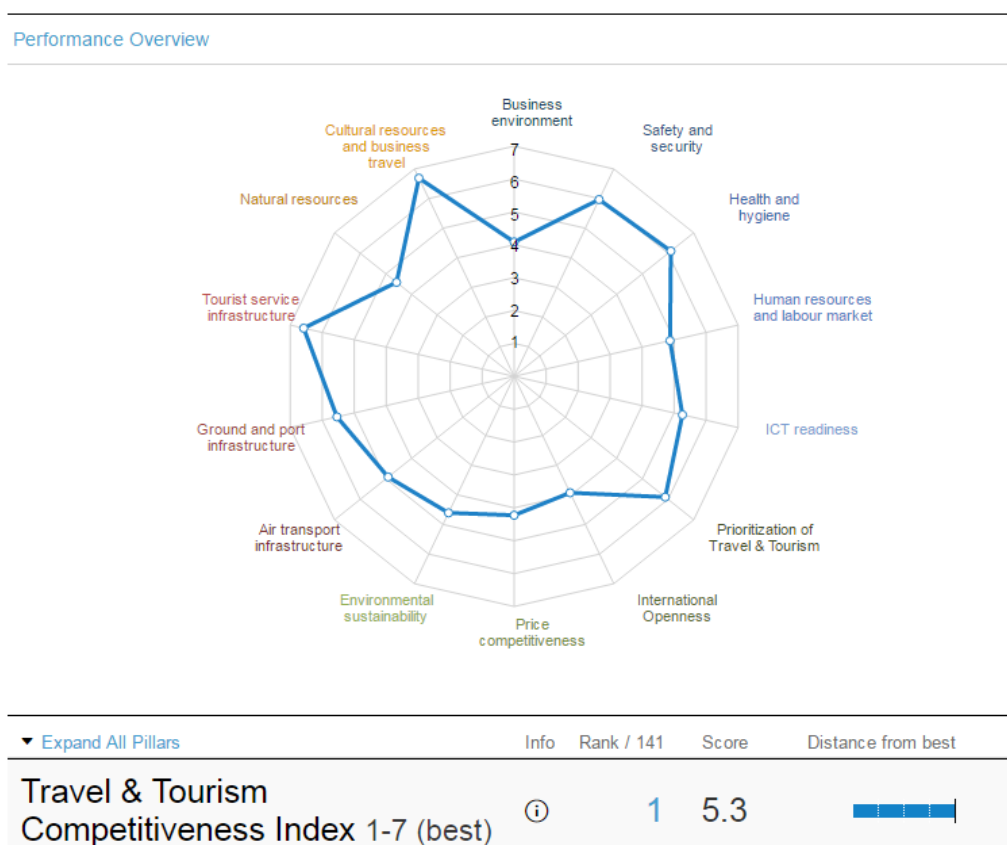 Performance Overview
Business
environment
Safety and
security
Health and
hygiene
Human resources
and labour market
ICT readiness
Prioritization of
Travel & Tourism
International
Openness
Price
competitiveness
Environmental
sustainability
Air transport
infrastructure
Ground and port
infrastructure
Tourist service
infrastructure
Natural resources
Cultural resources
and business
travel
7
6
5
4
3
2
1
Expand All Pillars Info Rank / 141 Score Distance from best
Travel & Tourism
Competitiveness Index 1-7 (best) i 1 5.3